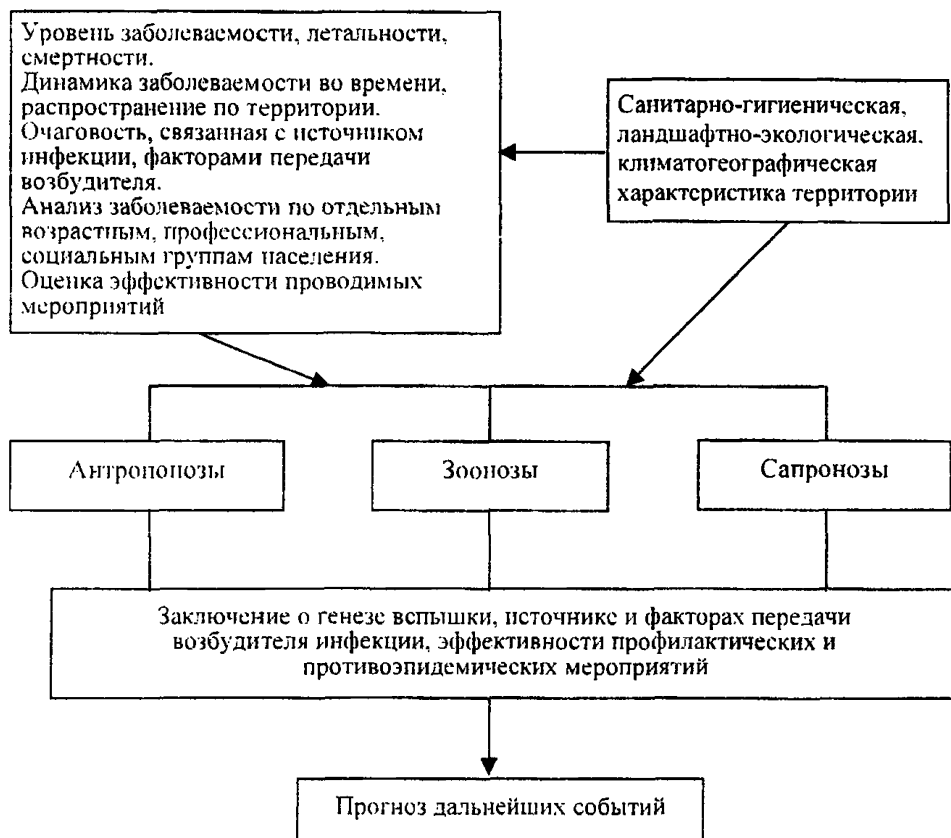 Уровень заболеваемости, летальности,
смертности.
Динамика заболеваемости во времени,
распространение по территории.
Очаговость, связанная с источником
инфекции, факторами передачи
возбудителя.
Анализ заболеваемости по отдельным
возрастным, профессиональным,
социальным группам населения.
Оценка эффективности проводимых
мероприятий
Санитарно-гигиеническая,
ландшафтно-экологическая,
климатогеографическая
характеристика территории
Антропонозы
Зоонозы
Сапронозы
Заключение о генезе вспышки, источнике и факторах передачи
возбудителя инфекции, эффективности профилактических и
противоэпидемических мероприятий
Прогноз дальнейших событий